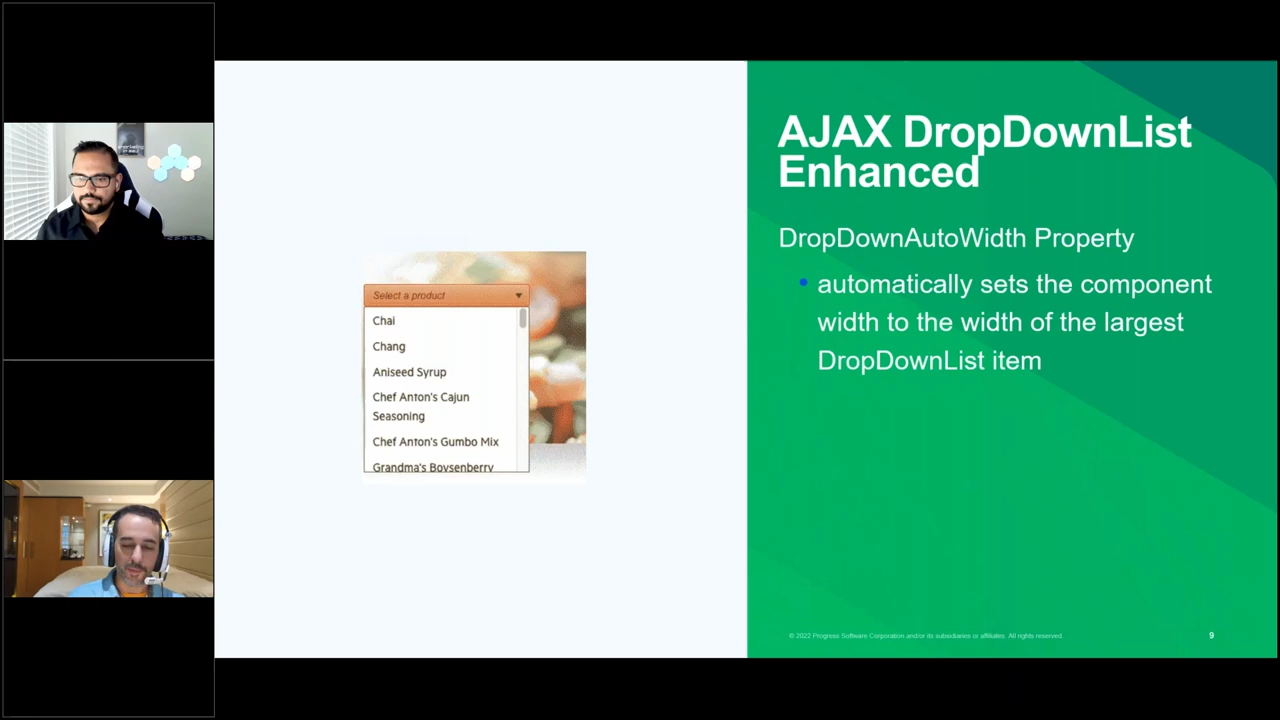 AJAX DropDownList
Enhanced
DropDownAutoWidth Property
• automatically sets the component
width to the width of the largest
DropDownList item
Select a product
Chai
Chang
Aniseed Syrup
Chef Anton's Cajun
Seasoning
Chef Anton's Gumbo Mix
Grandma's Boysenberry
© 2022 Progress Software Corporation and/or its subsidiaries or affiliates. All rights reserved.
9